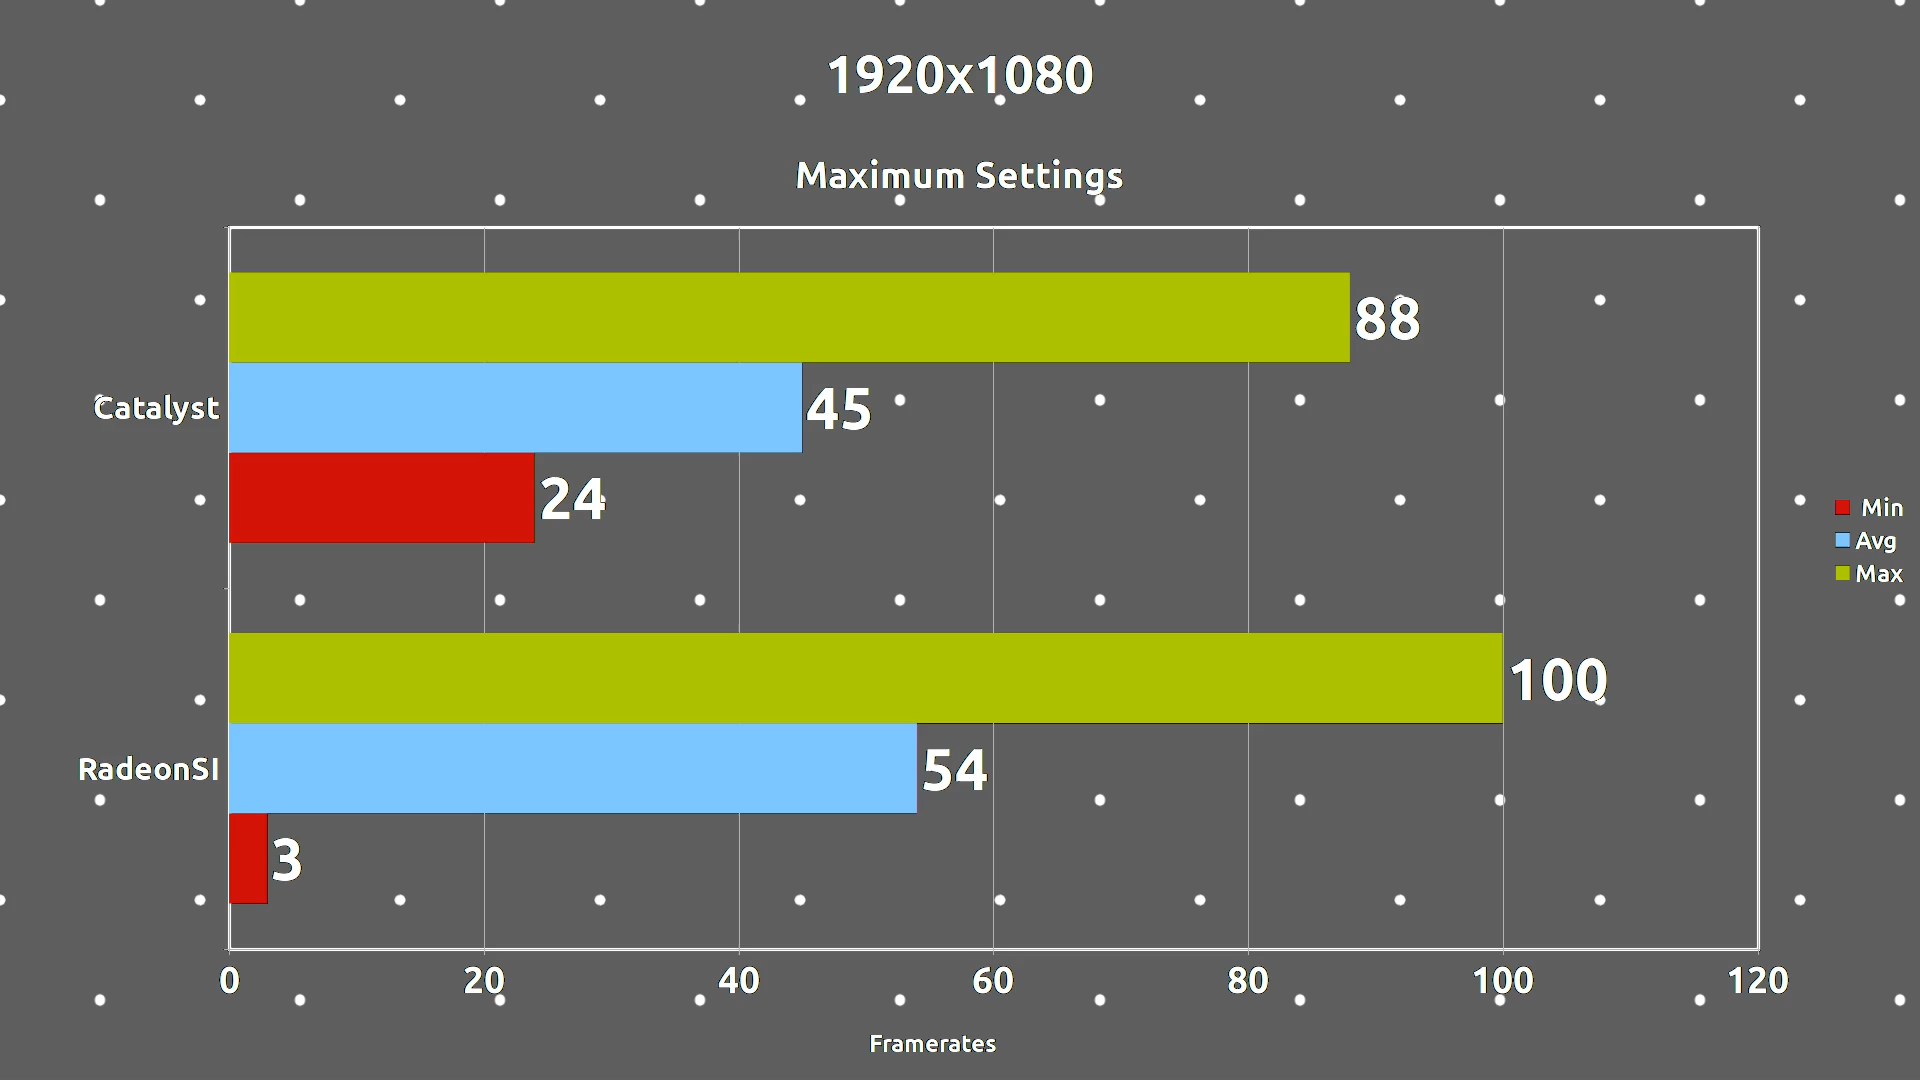 1920x1080
Maximum Settings
88
Catalyst
45
24
Min
Avg
Max
100
RadeonSI
54
3
0 20 40 60 80 100 120
Framerates